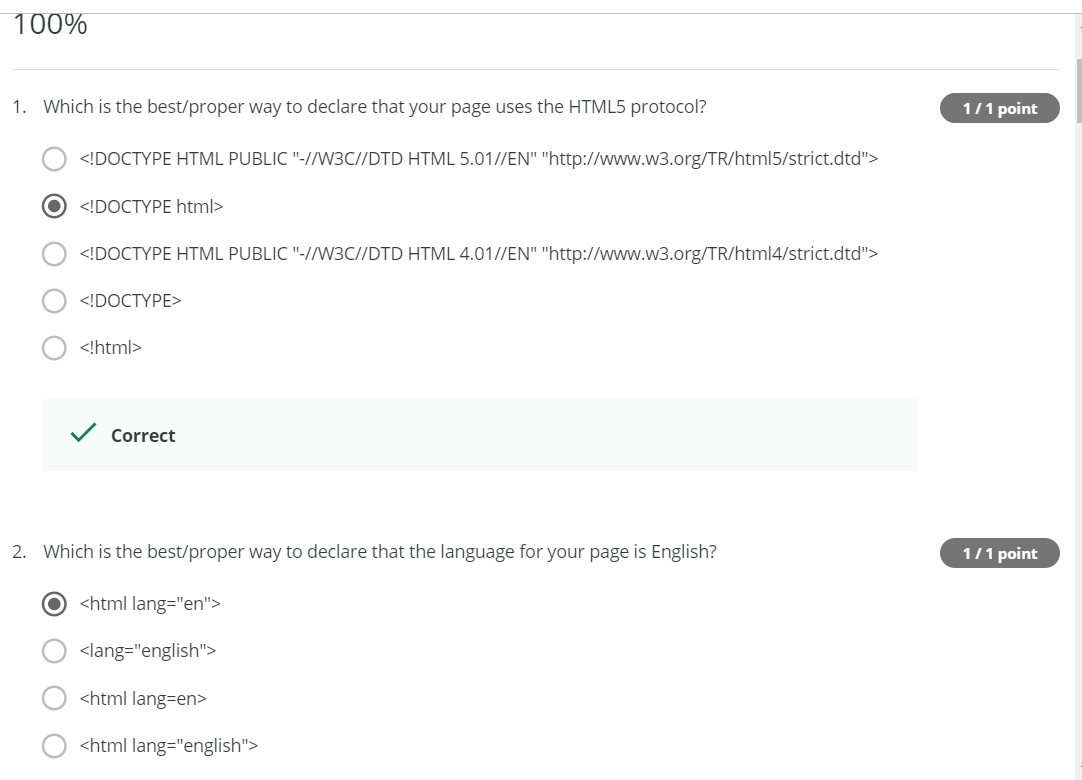 100%
1. Which is the best/proper way to declare that your page uses the HTML5 protocol?
1 / 1 point
<!DOCTYPE HTML PUBLIC "-//W3C//DTD HTML 5.01//EN" "http://www.w3.org/TR/html5/strict.dtd">
<!DOCTYPE html>
<!DOCTYPE HTML PUBLIC "-//W3C//DTD HTML 4.01//EN" "http://www.w3.org/TR/html4/strict.dtd">
<!DOCTYPE>
<!html>
Correct
2. Which is the best/proper way to declare that the language for your page is English?
1 / 1 point
<html lang="en">
<lang="english">
<html lang=en>
<html lang="english">